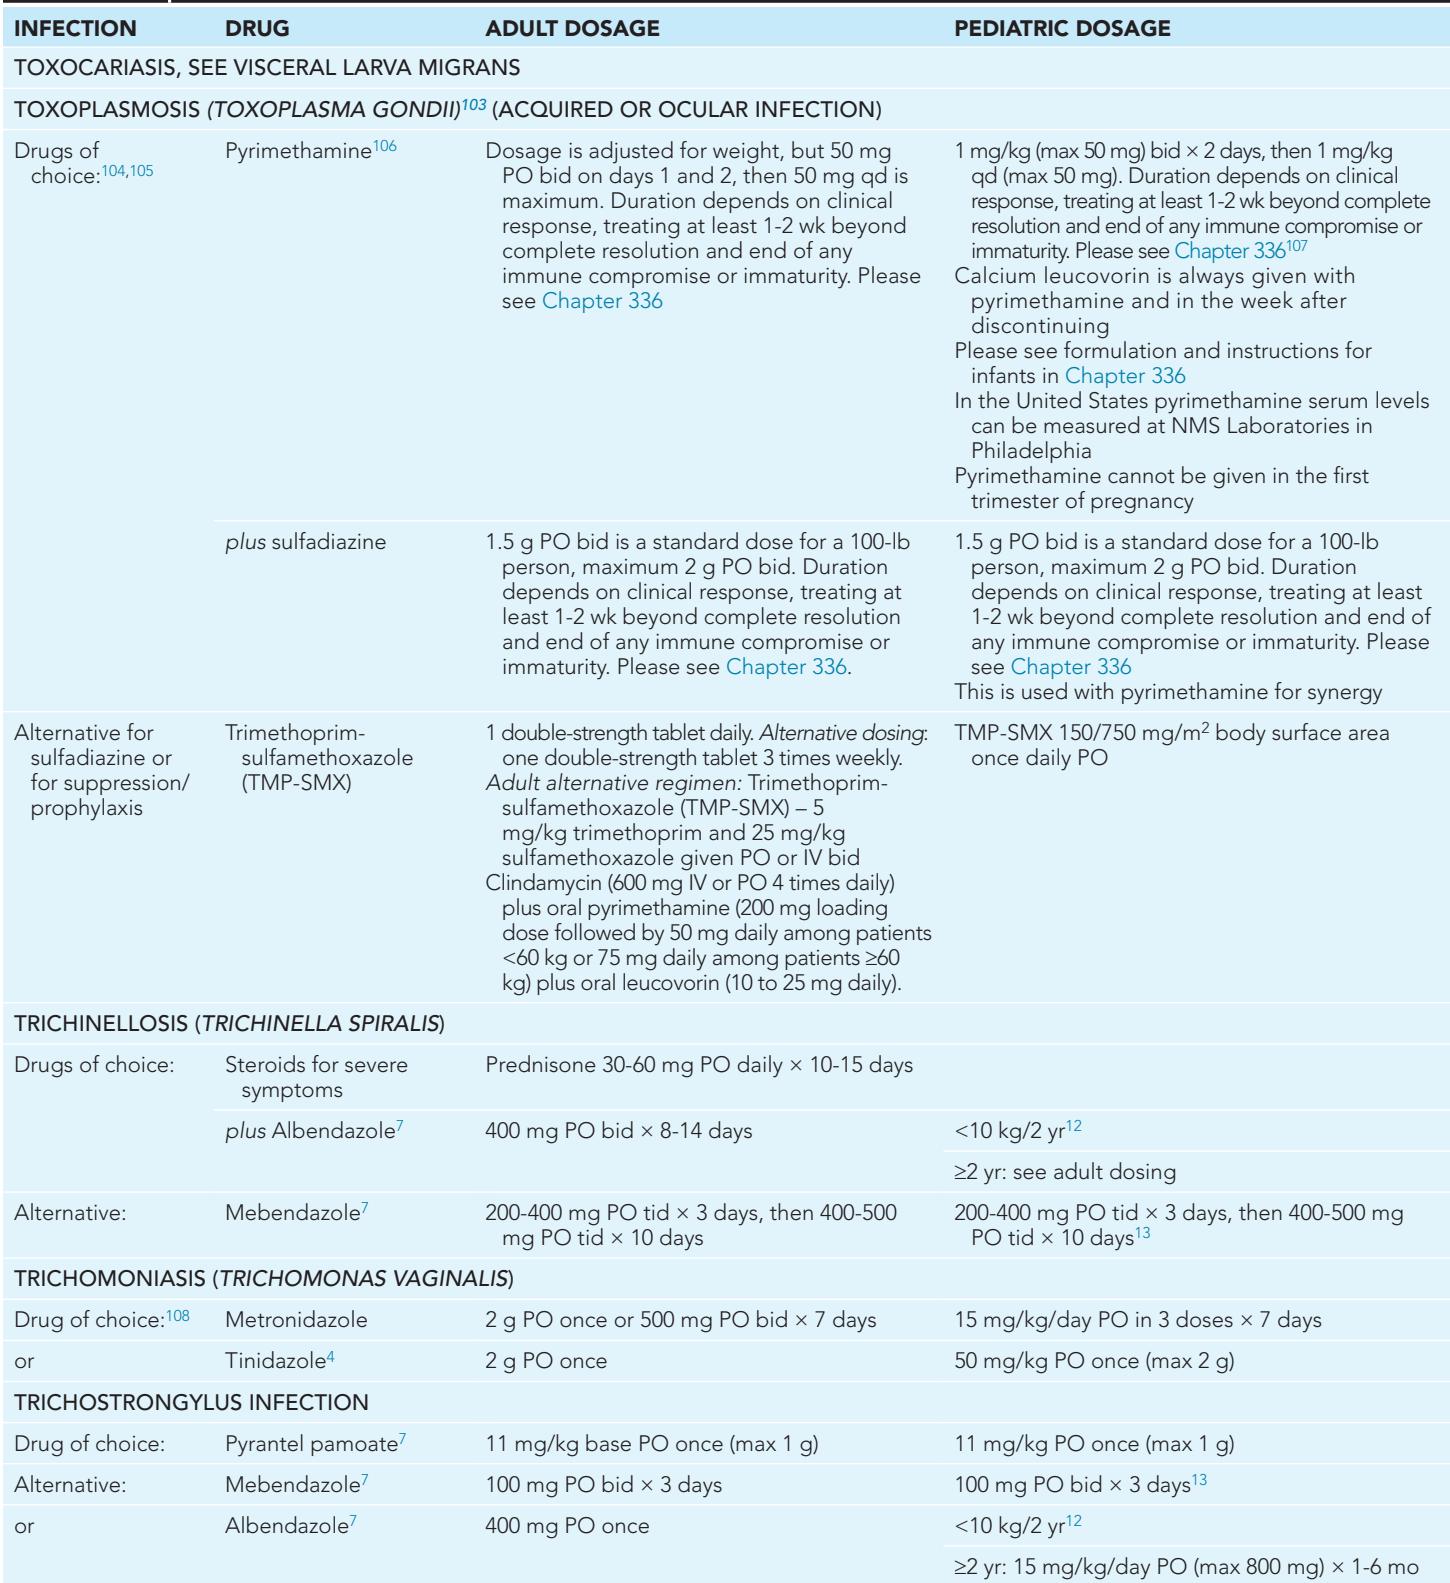 INFECTION DRUG ADULT DOSAGE PEDIATRIC DOSAGE
TOXOCARIASIS, SEE VISCERAL LARVA MIGRANS
TOXOPLASMOSIS (TOXOPLASMA GONDII)103 (ACQUIRED OR OCULAR INFECTION)
Drugs of
choice:104,105
Pyrimethamine106
Dosage is adjusted for weight, but 50 mg
PO bid on days 1 and 2, then 50 mg qd is
maximum. Duration depends on clinical
response, treating at least 1-2 wk beyond
complete resolution and end of any
immune compromise or immaturity. Please
see Chapter 336
1 mg/kg (max 50 mg) bid × 2 days, then 1 mg/kg
qd (max 50 mg). Duration depends on clinical
response, treating at least 1-2 wk beyond complete
resolution and end of any immune compromise or
immaturity. Please see Chapter 336107
Calcium leucovorin is always given with
pyrimethamine and in the week after
discontinuing
Please see formulation and instructions for
infants in Chapter 336
In the United States pyrimethamine serum levels
can be measured at NMS Laboratories in
Philadelphia
Pyrimethamine cannot be given in the first
trimester of pregnancy
plus sulfadiazine
1.5 g PO bid is a standard dose for a 100-lb
person, maximum 2 g PO bid. Duration
depends on clinical response, treating at
least 1-2 wk beyond complete resolution
and end of any immune compromise or
immaturity. Please see Chapter 336.
1.5 g PO bid is a standard dose for a 100-lb
person, maximum 2 g PO bid. Duration
depends on clinical response, treating at least
1-2 wk beyond complete resolution and end of
any immune compromise or immaturity. Please
see Chapter 336
This is used with pyrimethamine for synergy
Alternative for
sulfadiazine or
for suppression/
prophylaxis
Trimethoprim-
sulfamethoxazole
(TMP-SMX)
1 double-strength tablet daily. Alternative dosing:
one double-strength tablet 3 times weekly.
Adult alternative regimen: Trimethoprim-
sulfamethoxazole (TMP-SMX) – 5
mg/kg trimethoprim and 25 mg/kg
sulfamethoxazole given PO or IV bid
Clindamycin (600 mg IV or PO 4 times daily)
plus oral pyrimethamine (200 mg loading
dose followed by 50 mg daily among patients
<60 kg or 75 mg daily among patients ≥60
kg) plus oral leucovorin (10 to 25 mg daily).
TMP-SMX 150/750 mg/m2 body surface area
once daily PO
TRICHINELLOSIS (TRICHINELLA SPIRALIS)
Drugs of choice:
Steroids for severe
symptoms
Prednisone 30-60 mg PO daily × 10-15 days
plus Albendazole7 400 mg PO bid × 8-14 days <10 kg/2 yr12
≥2 yr: see adult dosing
Alternative:
Mebendazole7
200-400 mg PO tid × 3 days, then 400-500
mg PO tid × 10 days
200-400 mg PO tid × 3 days, then 400-500 mg
PO tid × 10 days13
TRICHOMONIASIS (TRICHOMONAS VAGINALIS)
Drug of choice:108 Metronidazole 2 g PO once or 500 mg PO bid × 7 days 15 mg/kg/day PO in 3 doses × 7 days
or Tinidazole4 2 g PO once 50 mg/kg PO once (max 2 g)
TRICHOSTRONGYLUS INFECTION
Drug of choice: Pyrantel pamoate7 11 mg/kg base PO once (max 1 g) 11 mg/kg PO once (max 1 g)
Alternative: Mebendazole7 100 mg PO bid × 3 days 100 mg PO bid × 3 days13
or Albendazole7 400 mg PO once <10 kg/2 yr12
≥2 yr: 15 mg/kg/day PO (max 800 mg) × 1-6 mo